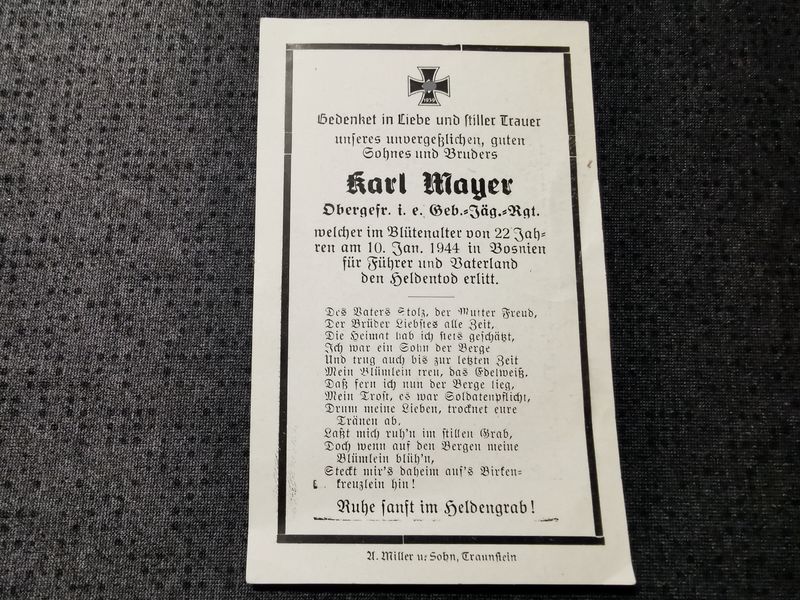 1939
Gedenket in Liebe und stiller Trauer
unseres unvergeßlichen, guten
Sohnes und Bruders
Karl Mayer
Obergefr. i. e. Geb.-Jäg.-Rgt.
welcher im Blütenalter von 22 Jah-
ren am 10. Jan. 1944 in Bosnien
für Führer und Vaterland
den Heldentod erlitt.
Des Vaters Stolz, der Mutter Freud,
Der Brüder Liebstes alle Zeit,
Die Heimat hab ich stets geschätzt,
Ich war ein Sohn der Berge
Und trug auch bis zur letzten Zeit
Mein Blümlein treu, das Edelweiß.
Daß fern ich nun der Berge lieg,
Mein Trost, es war Soldatenpflicht,
Drum meine Lieben, trocknet eure
Tränen ab.
Laßt mich ruh'n im stillen Grab,
Doch wenn auf den Bergen meine
Blümlein blüh'n,
Steckt mir's daheim auf's Birken-
kreuzlein hin!
Ruhe sanft im Heldengrab!
A. Miller u. Sohn, Traunstein